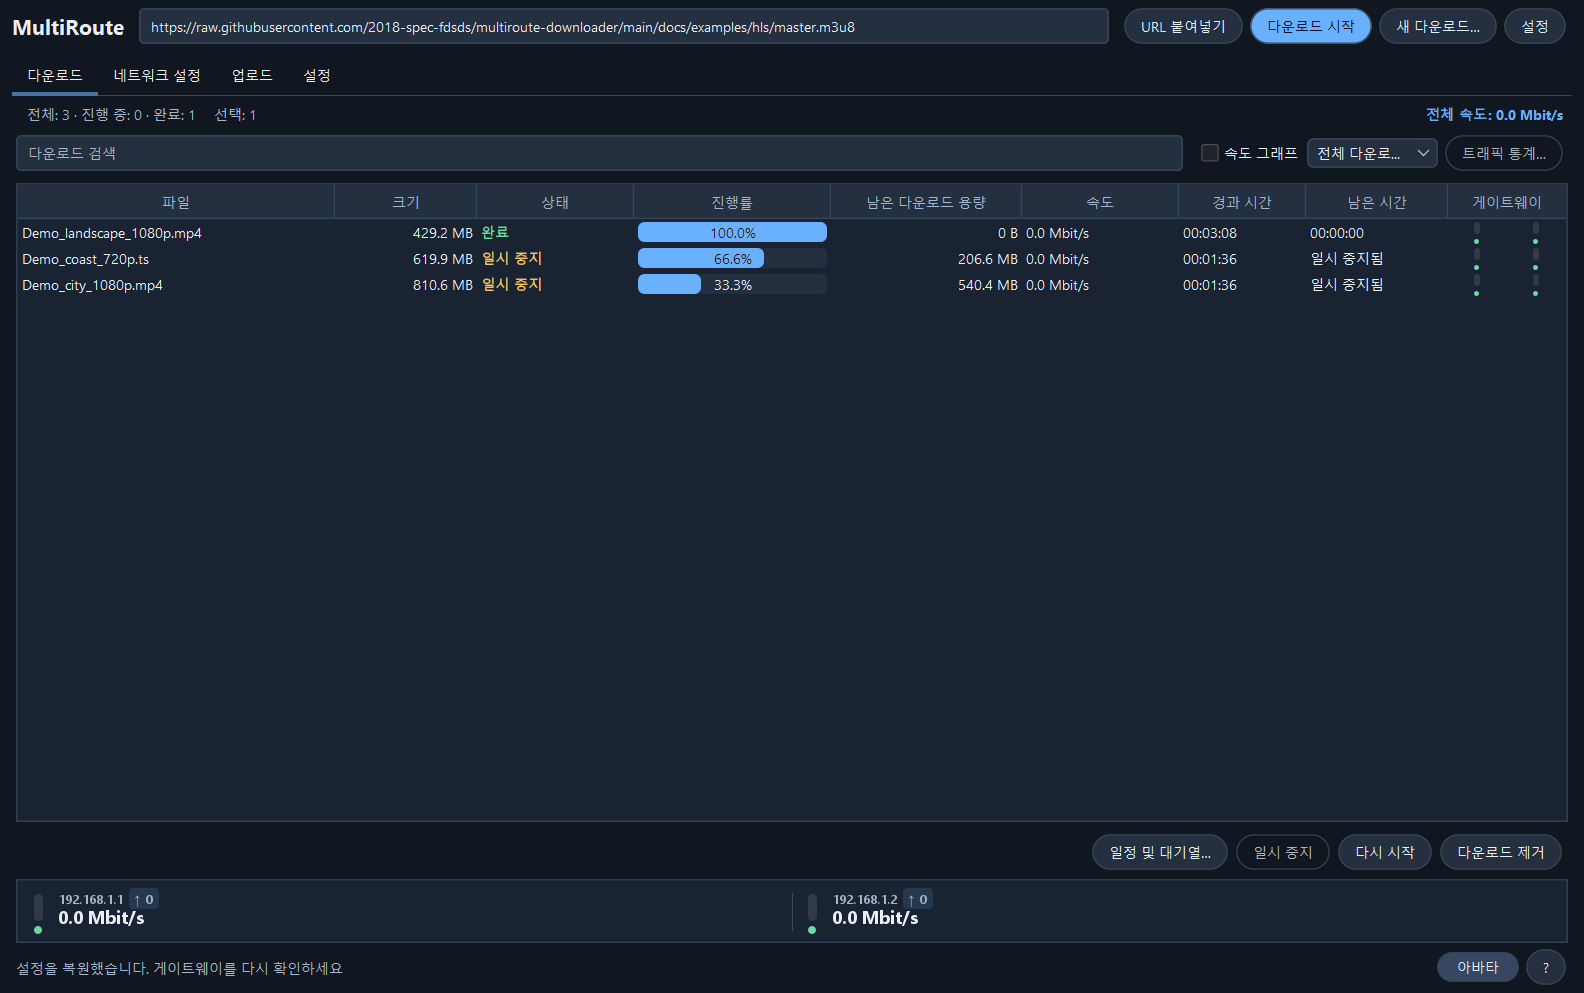 MultiRoute
https://raw.githubusercontent.com/2018-spec-fdsds/multiroute-downloader/main/docs/examples/hls/master.m3u8
URL 붙여넣기
다운로드 시작
새 다운로드...
설정
다운로드
네트워크 설정
업로드
설정
전체: 3 · 진행 중: 0 · 완료: 1 선택: 1
전체 속도: 0.0 Mbit/s
다운로드 검색
속도 그래프
전체 다운로...
트래픽 통계...
파일 크기 상태 진행률 남은 다운로드 용량 속도 경과 시간 남은 시간 게이트웨이
Demo_landscape_1080p.mp4 429.2 MB 완료 100.0% 0 B 0.0 Mbit/s 00:03:08 00:00:00
Demo_coast_720p.ts 619.9 MB 일시 중지 66.6% 206.6 MB 0.0 Mbit/s 00:01:36 일시 중지됨
Demo_city_1080p.mp4 810.6 MB 일시 중지 33.3% 540.4 MB 0.0 Mbit/s 00:01:36 일시 중지됨
일정 및 대기열...
일시 중지
다시 시작
다운로드 제거
192.168.1.1 ↑ 0
0.0 Mbit/s
192.168.1.2 ↑ 0
0.0 Mbit/s
설정을 복원했습니다. 게이트웨이를 다시 확인하세요
아바타
?